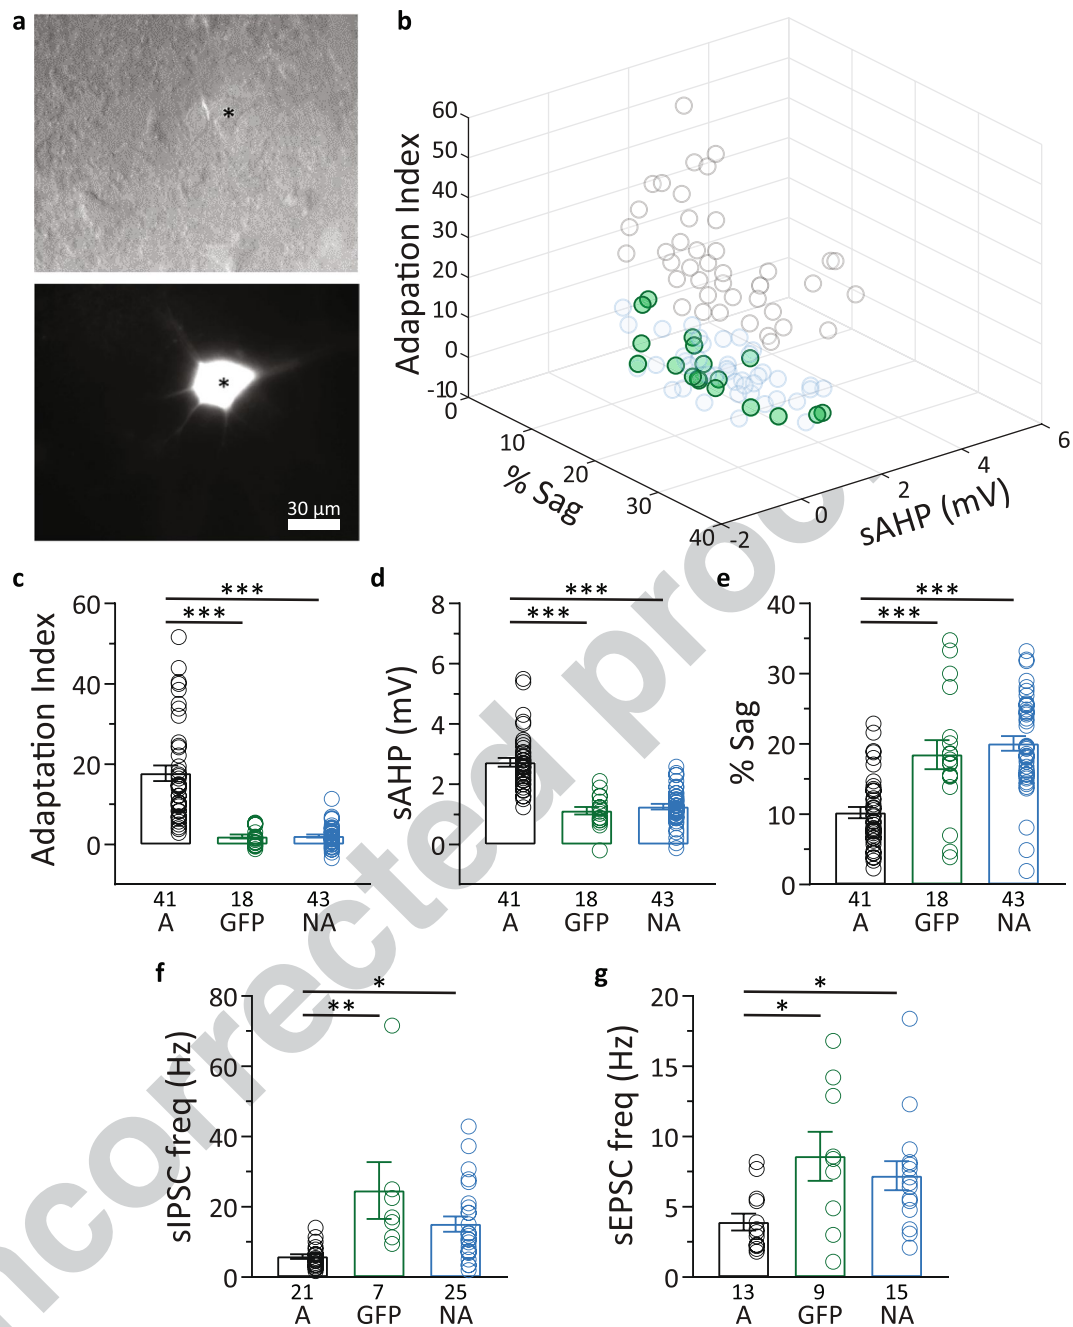 a
*
*
30 µm
b
Adapation Index
60
50
40
30
20
10
0
-10
0
10
20
30
40
% Sag
-2
0
2
4
6
sAHP (mV)
c
***
***
Adaptation Index
60
40
20
0
41 18 43
A GFP NA
d
***
***
sAHP (mV)
8
6
4
2
0
41 18 43
A GFP NA
e
***
***
% Sag
40
30
20
10
0
41 18 43
A GFP NA
f
*
**
sIPSC freq (Hz)
80
60
40
20
0
21 7 25
A GFP NA
g
*
*
sEPSC freq (Hz)
20
15
10
5
0
13 9 15
A GFP NA
ncorrected proo